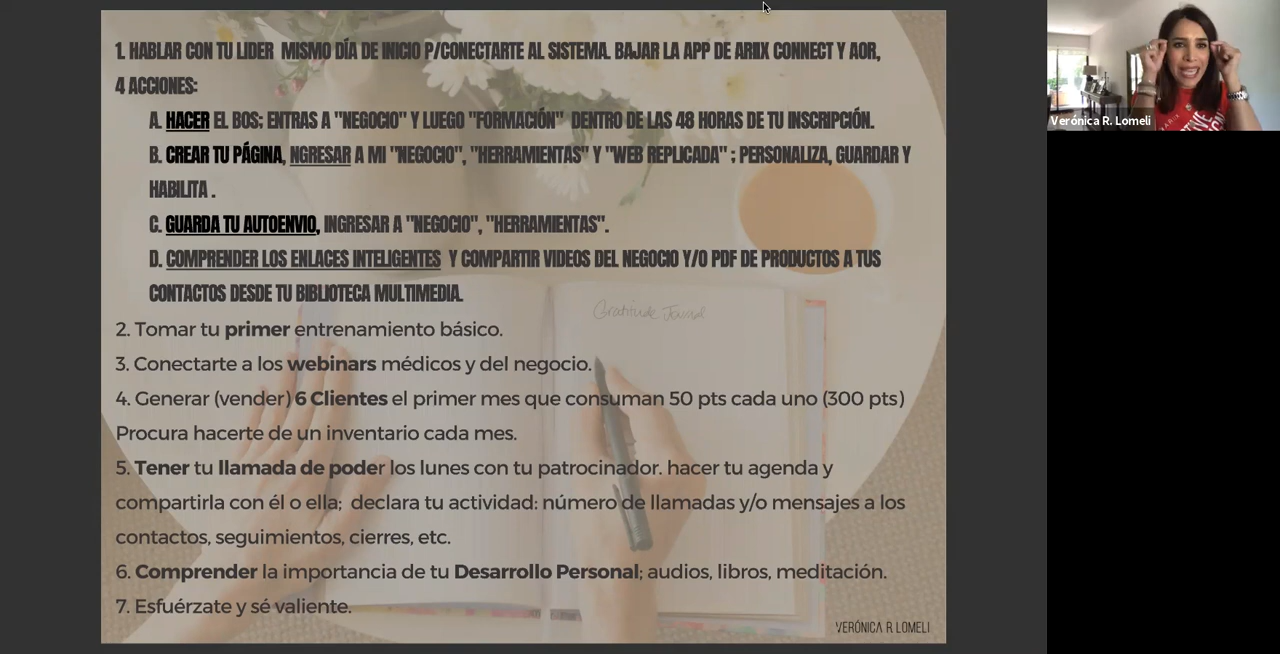 1. HABLAR CON TU LIDER MISMO DÍA DE INICIO P/CONECTARTE AL SISTEMA. BAJAR LA APP DE ARIIX CONNECT Y AOR,
4 ACCIONES:
A. HACER EL BOS; ENTRAS A "NEGOCIO" Y LUEGO "FORMACIÓN" DENTRO DE LAS 48 HORAS DE TU INSCRIPCIÓN.
B. CREAR TU PÁGINA, NGRESAR A MI "NEGOCIO", "HERRAMIENTAS" Y "WEB REPLICADA" ; PERSONALIZA, GUARDAR Y
HABILITA .
C. GUARDA TU AUTOENVIO, INGRESAR A "NEGOCIO", "HERRAMIENTAS".
D. COMPRENDER LOS ENLACES INTELIGENTES Y COMPARTIR VIDEOS DEL NEGOCIO Y/O PDF DE PRODUCTOS A TUS
CONTACTOS DESDE TU BIBLIOTECA MULTIMEDIA.
Gratitude Journal
2. Tomar tu primer entrenamiento básico.
3. Conectarte a los webinars médicos y del negocio.
4. Generar (vender) 6 Clientes el primer mes que consuman 50 pts cada uno (300 pts)
Procura hacerte de un inventario cada mes.
5. Tener tu llamada de poder los lunes con tu patrocinador. hacer tu agenda y
compartirla con él o ella; declara tu actividad: número de llamadas y/o mensajes a los
contactos, seguimientos, cierres, etc.
6. Comprender la importancia de tu Desarrollo Personal; audios, libros, meditación.
7. Esfuérzate y sé valiente.
VERÓNICA R LOMELI
Verónica R. Lomeli